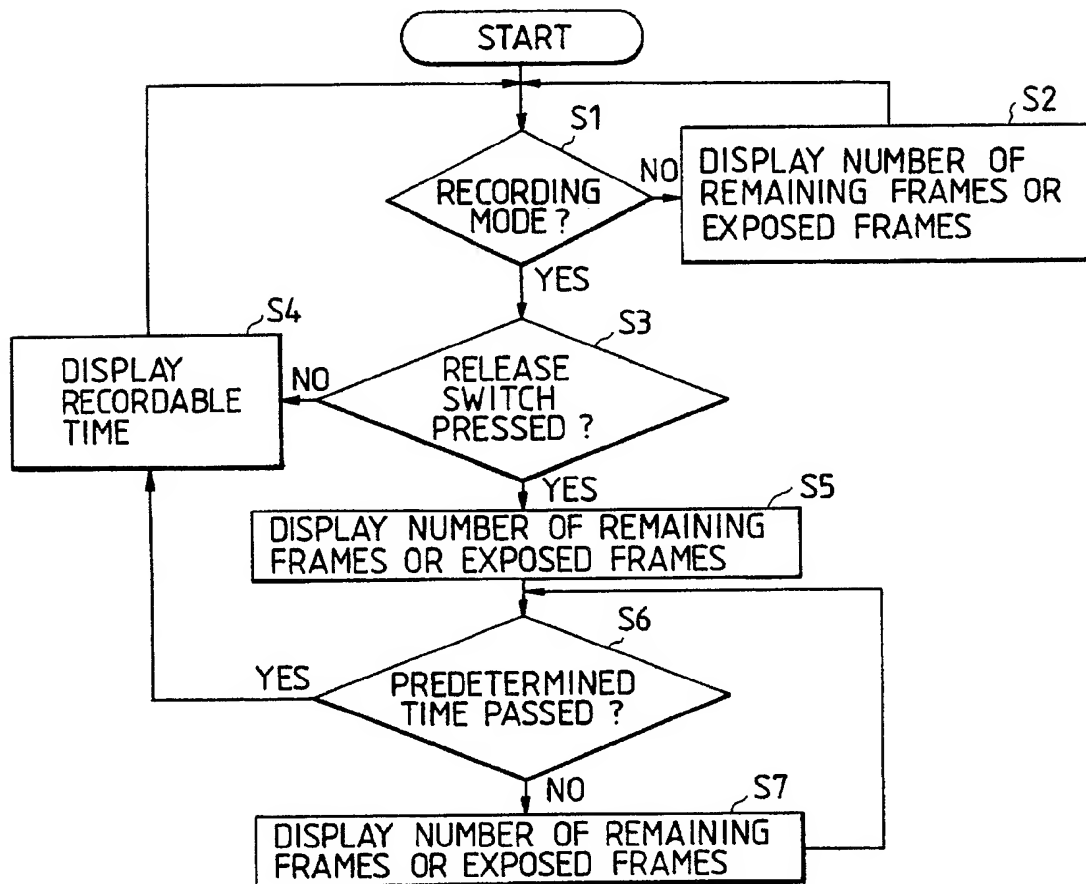 START
S1
RECORDING
MODE ?
NO
YES
S2
DISPLAY NUMBER OF
REMAINING FRAMES OR
EXPOSED FRAMES
S3
RELEASE
SWITCH
PRESSED ?
NO
YES
S4
DISPLAY
RECORDABLE
TIME
S5
DISPLAY NUMBER OF REMAINING
FRAMES OR EXPOSED FRAMES
S6
PREDETERMINED
TIME PASSED ?
YES
NO
S7
DISPLAY NUMBER OF REMAINING
FRAMES OR EXPOSED FRAMES